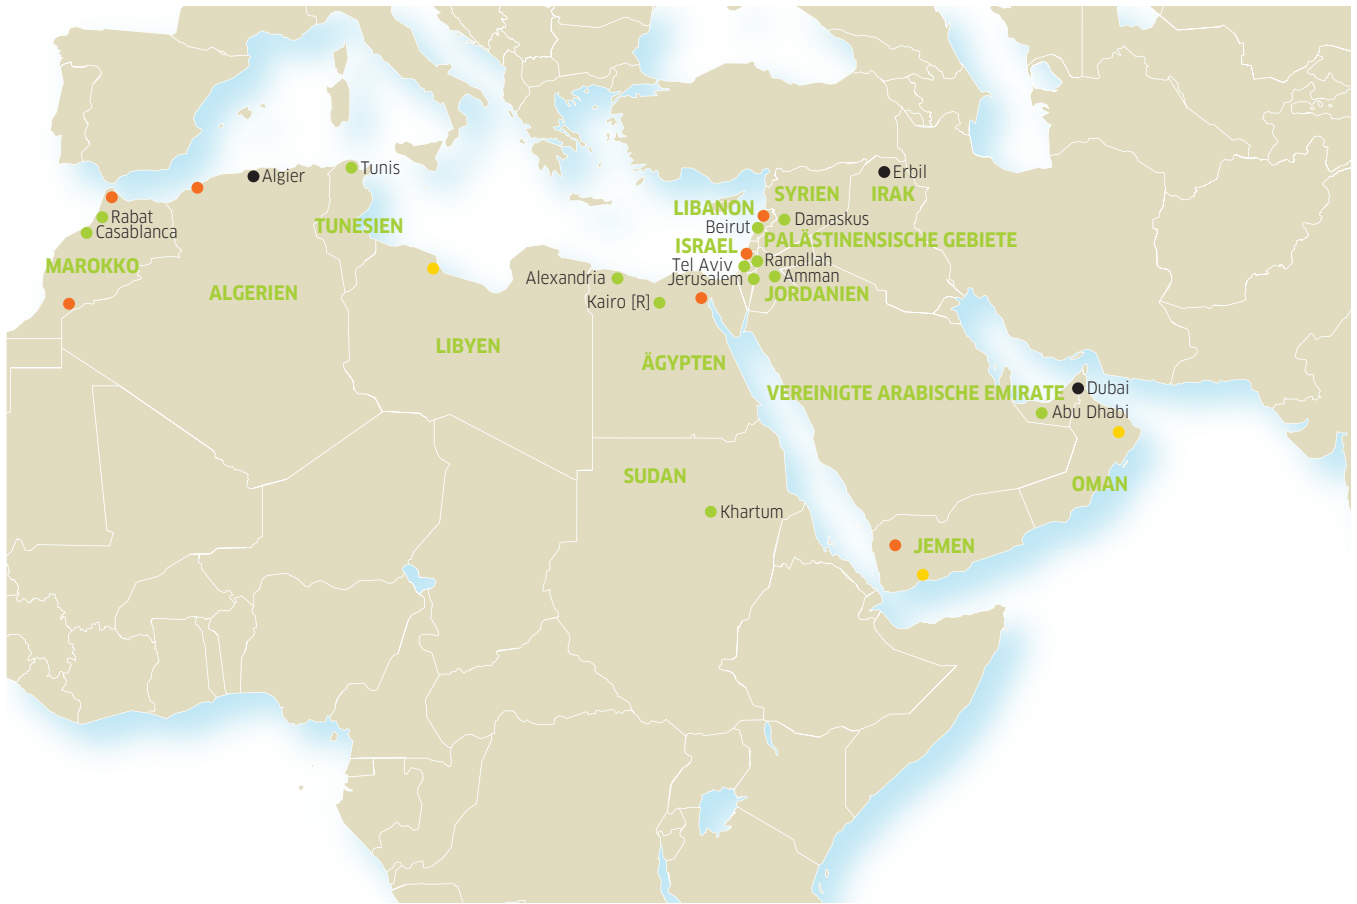 Algier
Tunis
Erbil
SYRIEN
IRAK
LIBANON
Rabat
Damaskus
TUNESIEN
Beirut
Casablanca
PALÄSTINENSISCHE GEBIETE
ISRAEL
Ramallah
MAROKKO
Tel Aviv
Amman
Alexandria
Jerusalem
ALGERIEN
JORDANIEN
Kairo [R]
LIBYEN
ÄGYPTEN
Dubai
VEREINIGTE ARABISCHE EMIRATE
Abu Dhabi
SUDAN
OMAN
Khartum
JEMEN